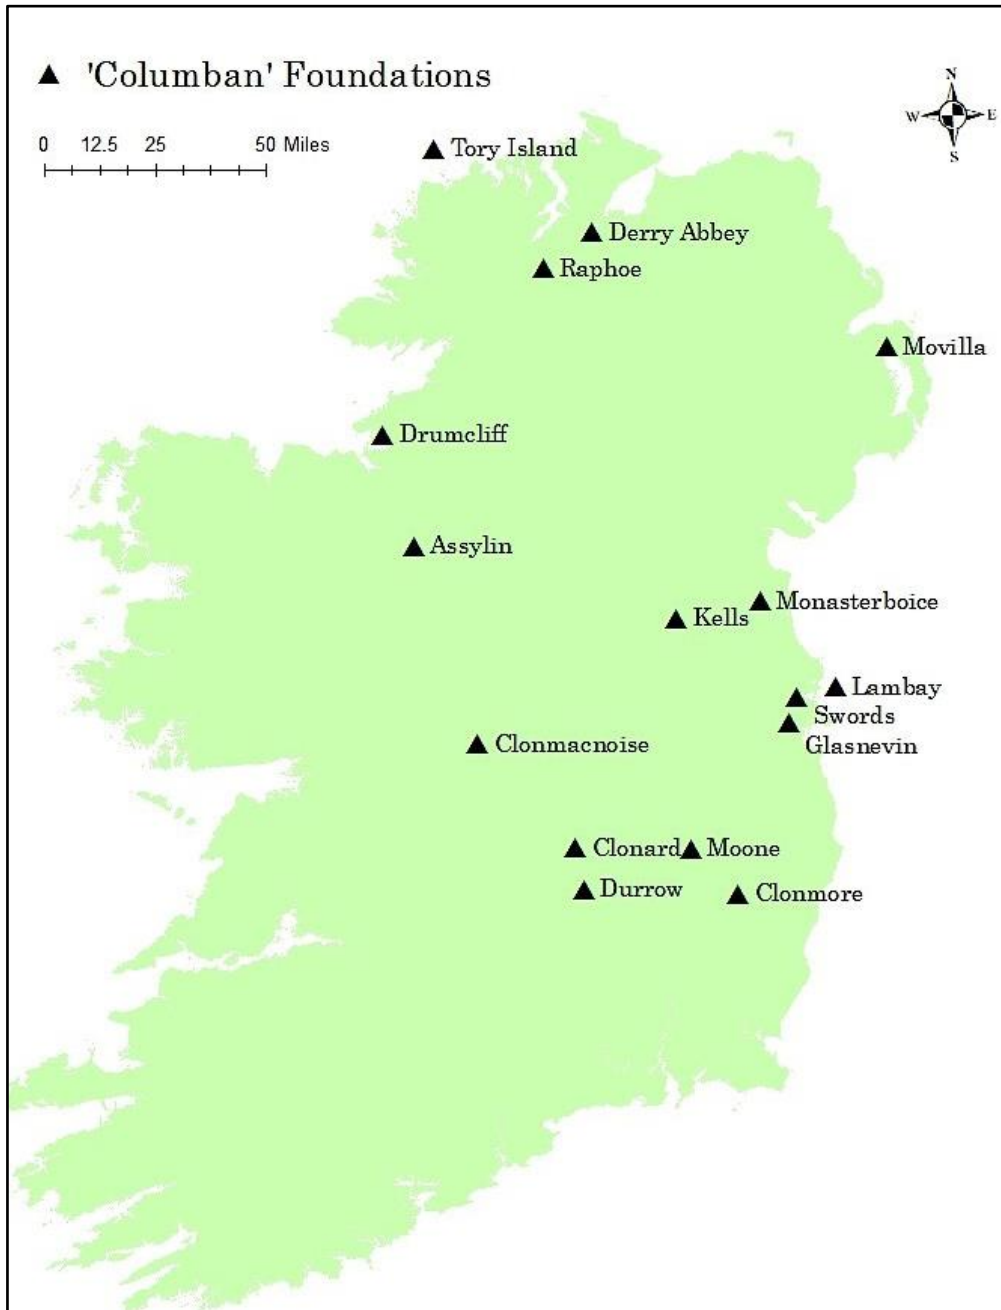 'Columban' Foundations
N
W
E
S
0 12.5 25 50 Miles
Tory Island
Derry Abbey
Raphoe
Movilla
Drumcliff
Assylin
Monasterboice
Kells
Lambay
Swords
Glasnevin
Clonmacnoise
Clonard
Moone
Durrow
Clonmore